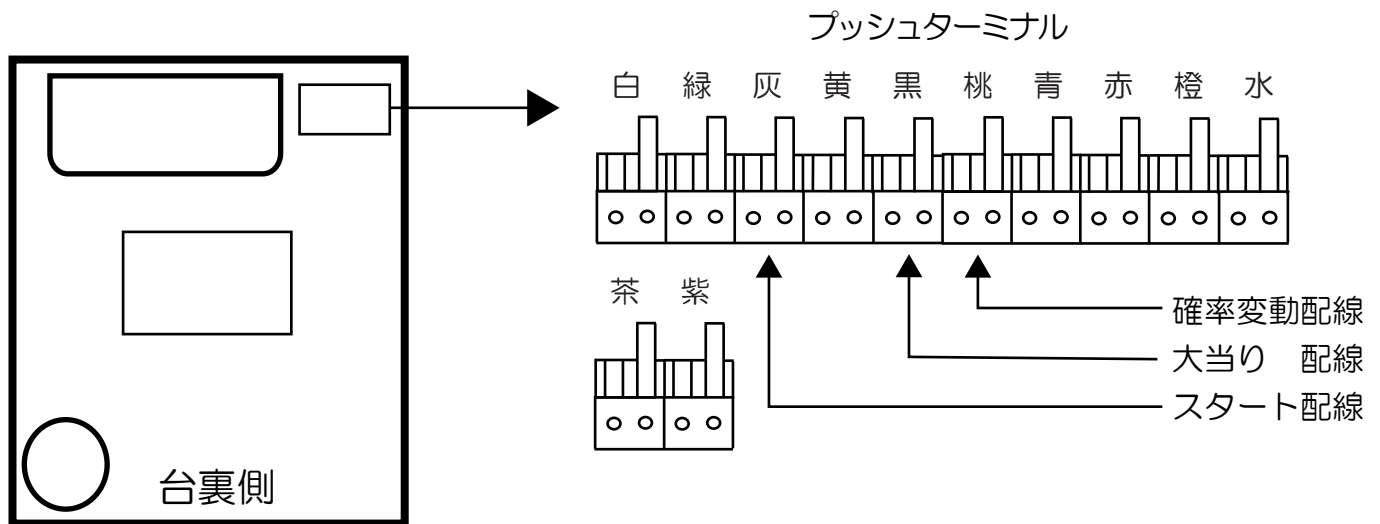 プッシュターミナル
白 緑 灰 黄 黒 桃 青 赤 橙 水
茶 紫
確率変動配線
大当り　配線
スタート配線
台裏側